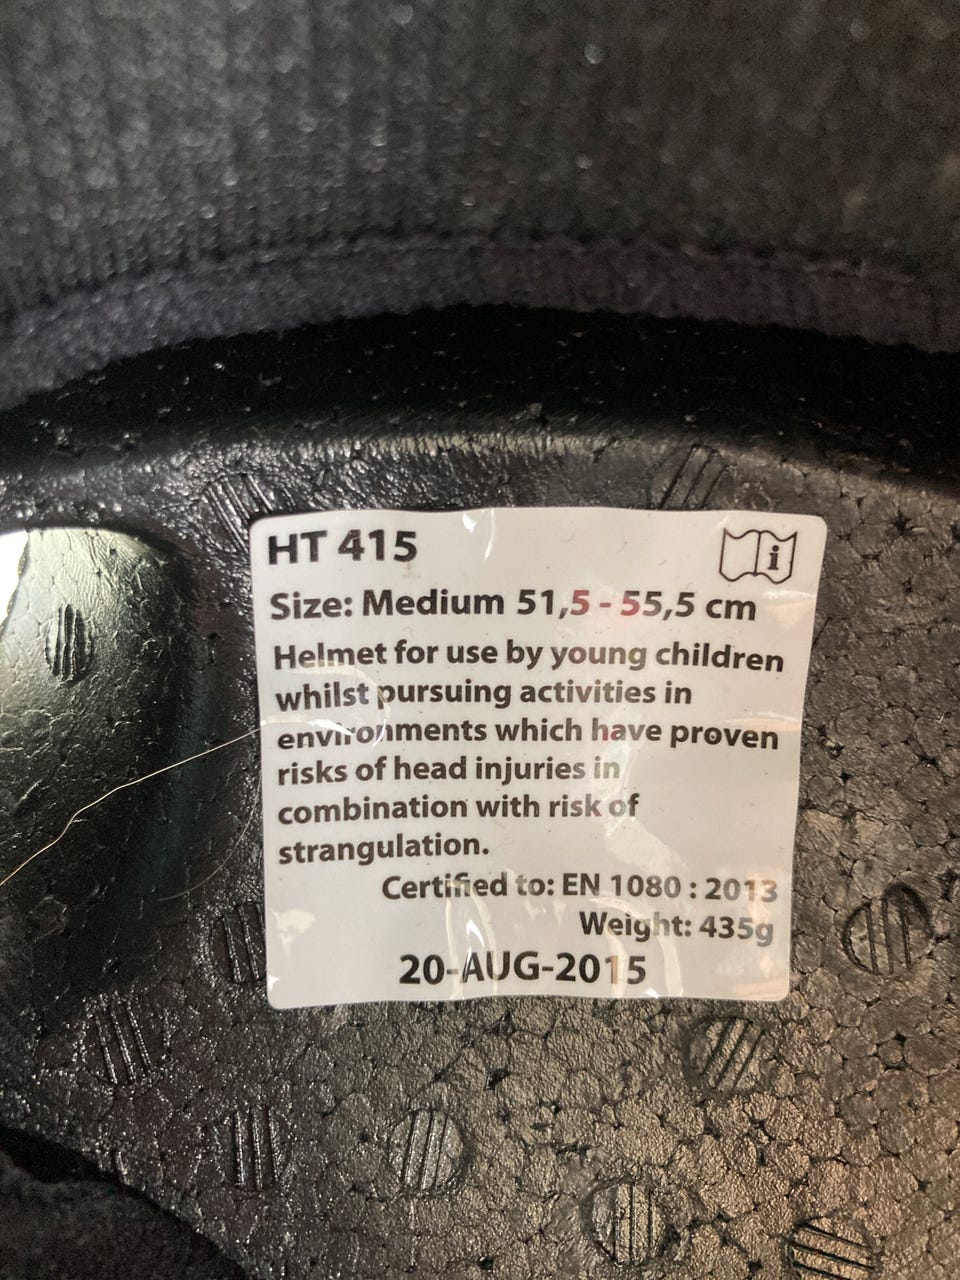 HT 415
i
Size: Medium 51,5 - 55,5 cm
Helmet for use by young children
whilst pursuing activities in
environments which have proven
risks of head injuries in
combination with risk of
strangulation.
Certified to: EN 1080 : 2013
Weight: 435g
20-AUG-2015